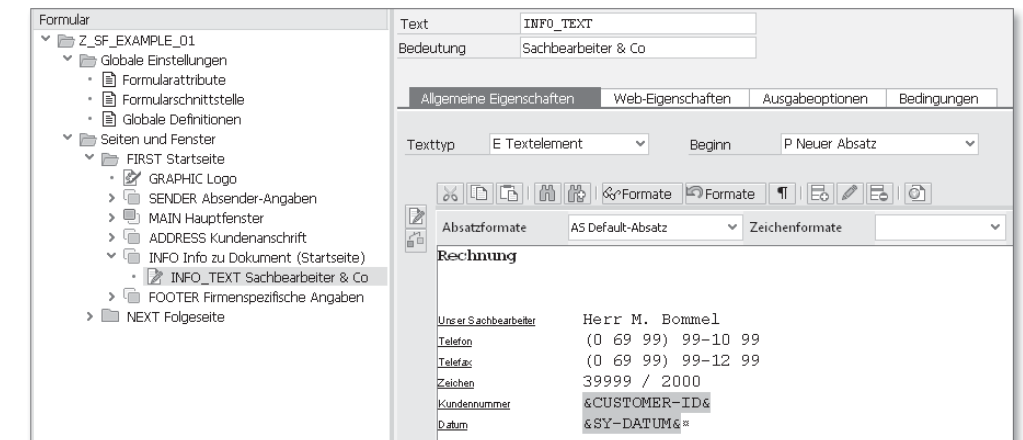 Formular
Z_SF_EXAMPLE_01
Globale Einstellungen
Formularattribute
Formularschnittstelle
Globale Definitionen
Seiten und Fenster
FIRST Startseite
GRAPHIC Logo
SENDER Absender-Angaben
MAIN Hauptfenster
ADDRESS Kundenanschrift
INFO Info zu Dokument (Startseite)
INFO_TEXT Sachbearbeiter & Co
FOOTER Firmenspezifische Angaben
NEXT Folgeseite
Text INFO_TEXT
Bedeutung Sachbearbeiter & Co
Allgemeine Eigenschaften Web-Eigenschaften Ausgabeoptionen Bedingungen
Texttyp E Textelement Beginn P Neuer Absatz
Formate Formate ¶
Absatzformate AS Default-Absatz Zeichenformate
Rechnung
Unser Sachbearbeiter Herr M. Bommel
Telefon (0 69 99) 99-10 99
Telefax (0 69 99) 99-12 99
Zeichen 39999 / 2000
Kundennummer &CUSTOMER-ID&
Datum &SY-DATUM&¤